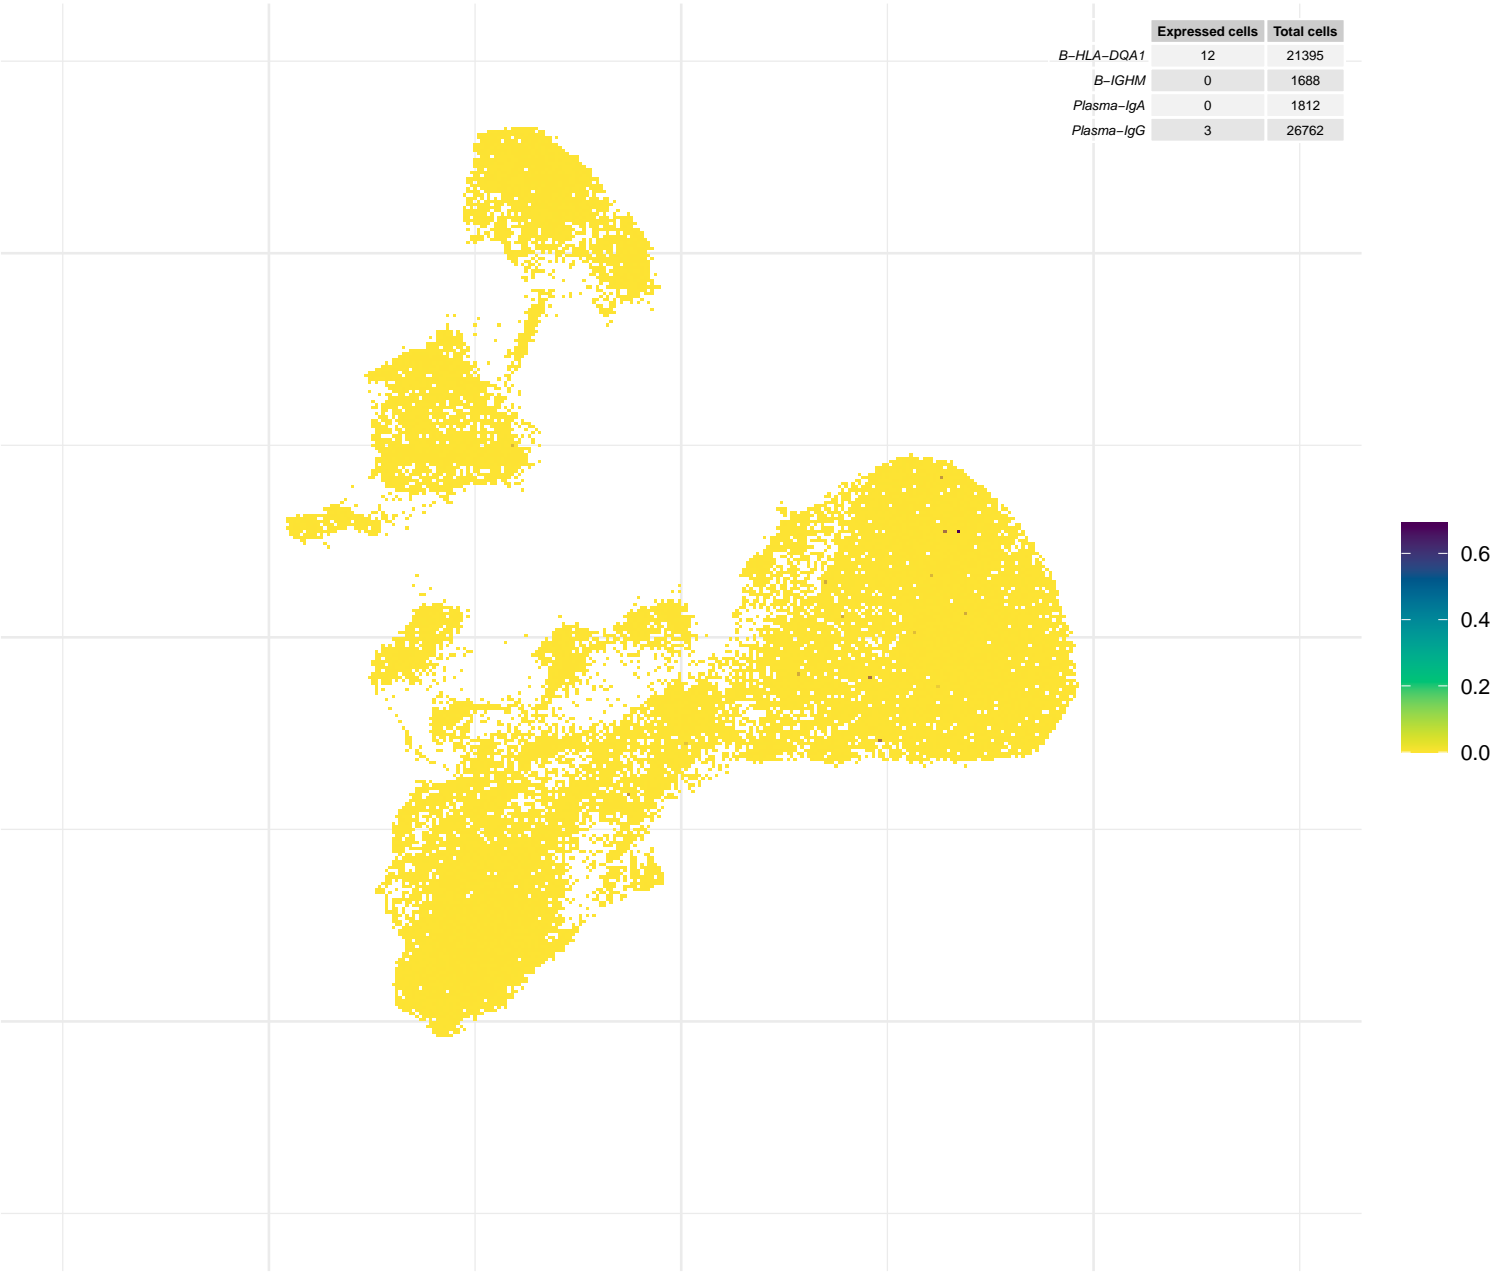 Expressed cells Total cells
B–HLA–DQA1 12 21395
B–IGHM 0 1688
Plasma–IgA 0 1812
Plasma–IgG 3 26762
0.6
0.4
0.2
0.0